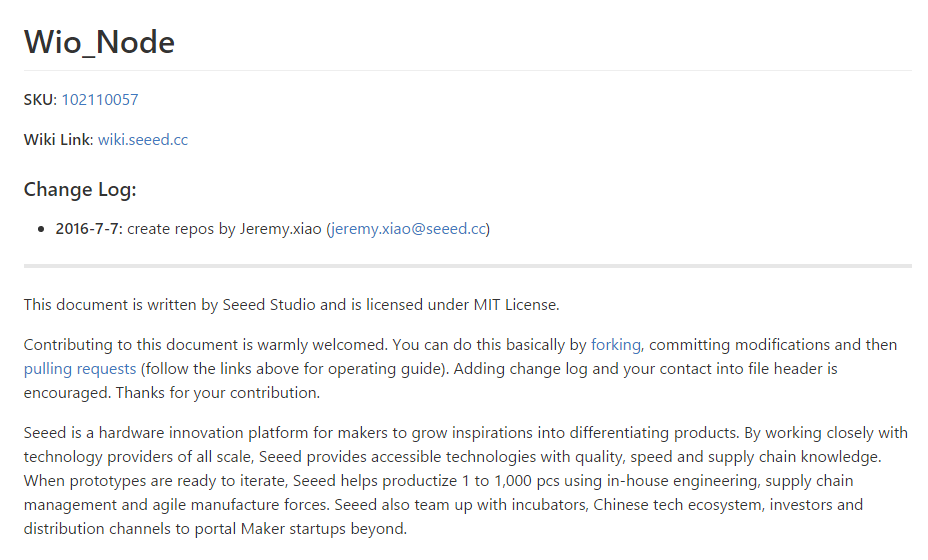 Wio_Node
SKU: 102110057
Wiki Link: wiki.seeed.cc
Change Log:
• 2016-7-7: create repos by Jeremy.xiao (jeremy.xiao@seeed.cc)
This document is written by Seeed Studio and is licensed under MIT License.
Contributing to this document is warmly welcomed. You can do this basically by forking, committing modifications and then
pulling requests (follow the links above for operating guide). Adding change log and your contact into file header is
encouraged. Thanks for your contribution.
Seeed is a hardware innovation platform for makers to grow inspirations into differentiating products. By working closely with
technology providers of all scale, Seeed provides accessible technologies with quality, speed and supply chain knowledge.
When prototypes are ready to iterate, Seeed helps productize 1 to 1,000 pcs using in-house engineering, supply chain
management and agile manufacture forces. Seeed also team up with incubators, Chinese tech ecosystem, investors and
distribution channels to portal Maker startups beyond.